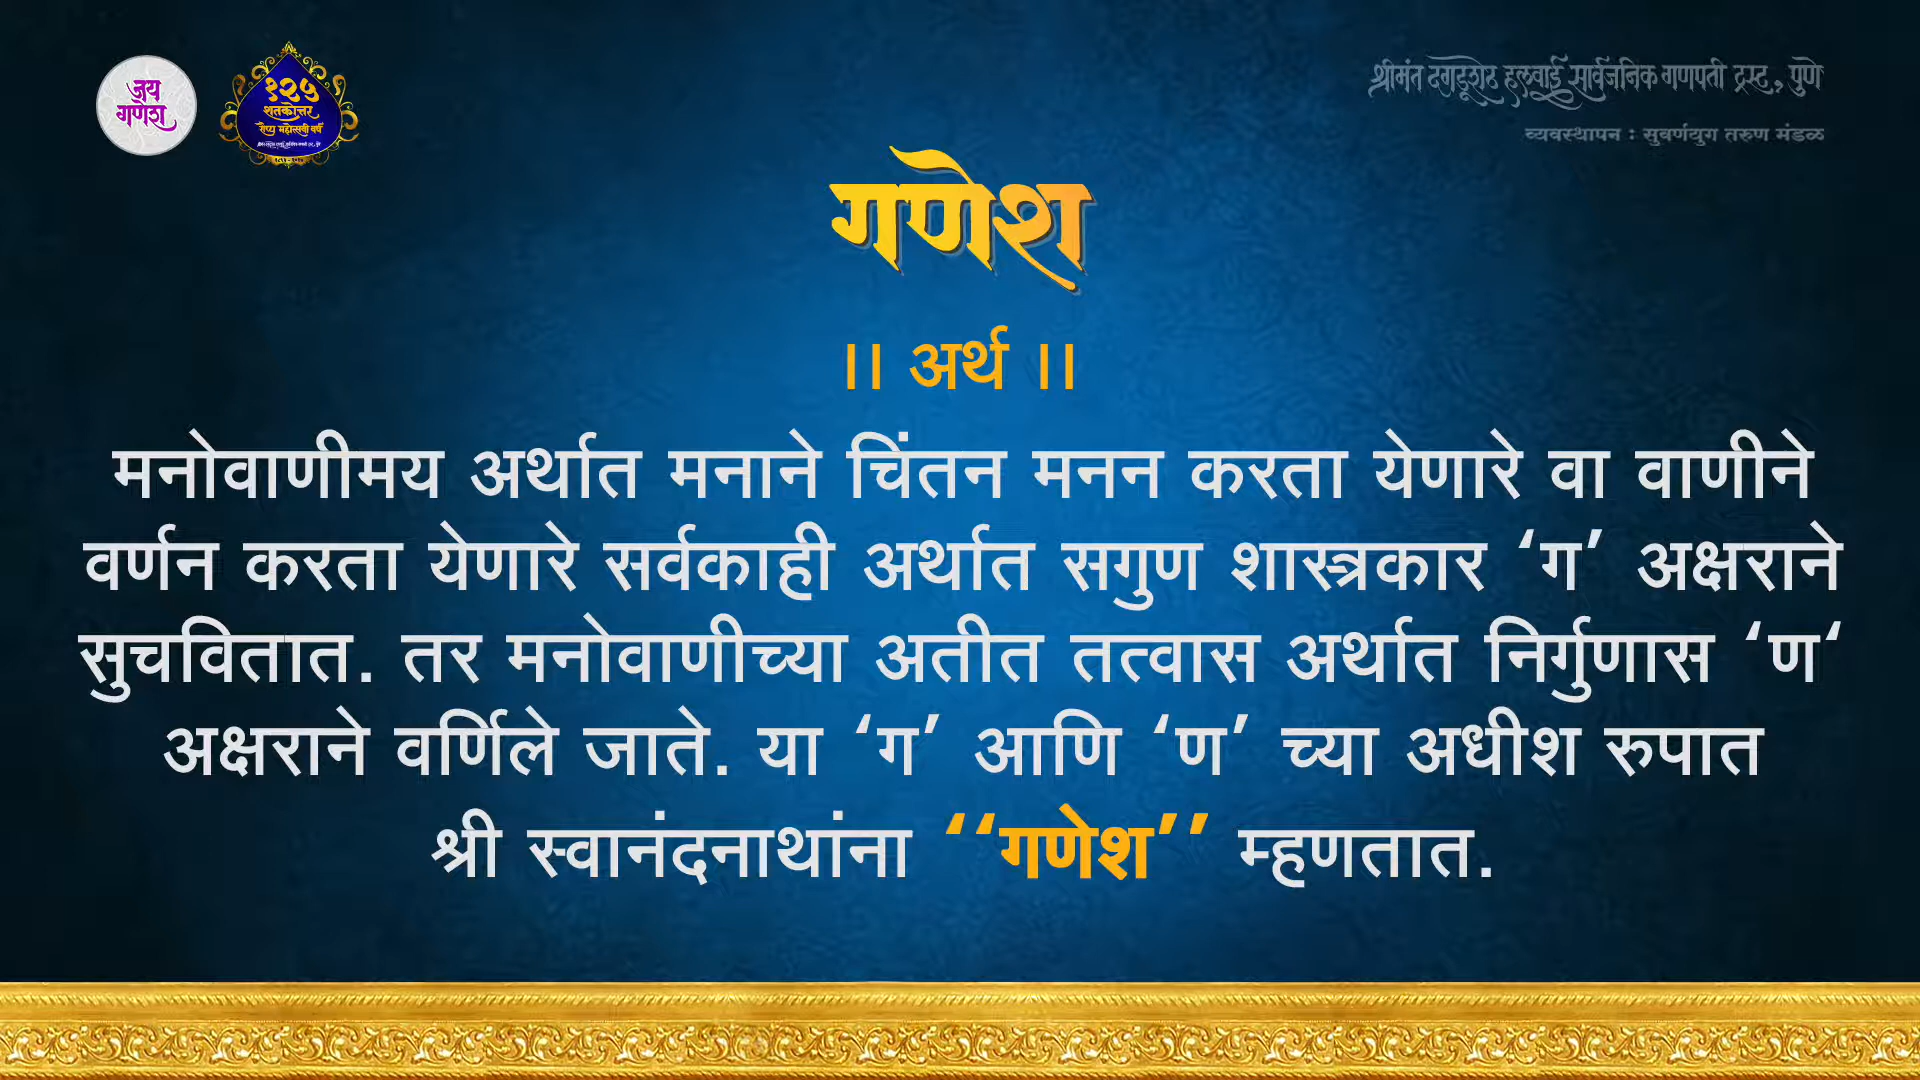 जय
गणेश
१२५
शतकोत्तर
रौप्य महोत्सवी वर्ष
श्रीमंत दगडूशेठ हलवाई सार्वजनिक गणपती ट्रस्ट, पुणे
व्यवस्थापन : सुवर्णयुग तरुण मंडळ
गणेश
।। अर्थ ।।
मनोवाणीमय अर्थात मनाने चिंतन मनन करता येणारे वा वाणीने
वर्णन करता येणारे सर्वकाही अर्थात सगुण शास्त्रकार ‘ग’ अक्षराने
सुचवितात. तर मनोवाणीच्या अतीत तत्वास अर्थात निर्गुणास ‘ण‘
अक्षराने वर्णिले जाते. या ‘ग’ आणि ‘ण’ च्या अधीश रुपात
श्री स्वानंदनाथांना ‘‘गणेश’’ म्हणतात.